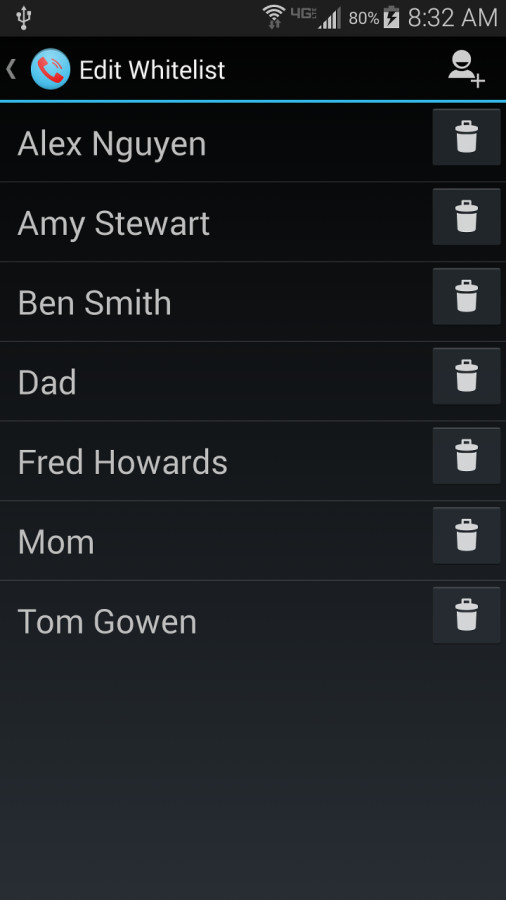 4G 80% 8:32 AM
Edit Whitelist
Alex Nguyen
Amy Stewart
Ben Smith
Dad
Fred Howards
Mom
Tom Gowen